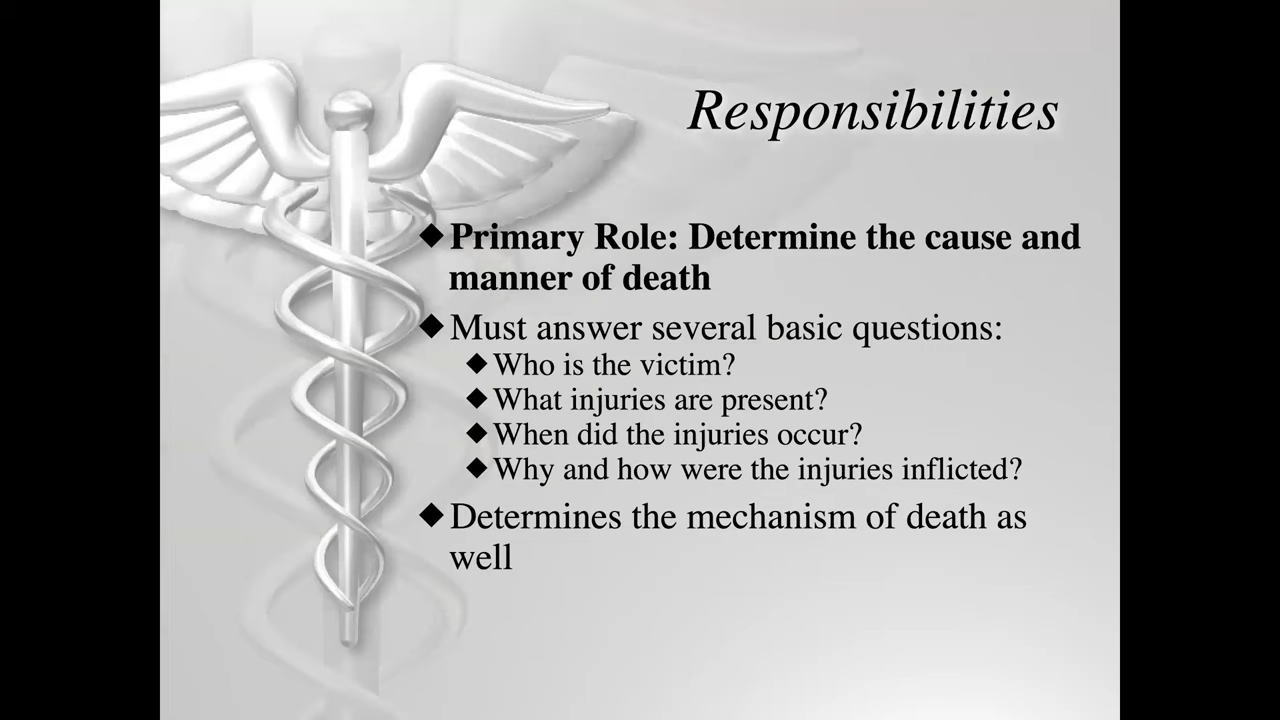 Responsibilities
◆Primary Role: Determine the cause and
manner of death
◆Must answer several basic questions:
◆Who is the victim?
◆What injuries are present?
◆When did the injuries occur?
◆Why and how were the injuries inflicted?
◆Determines the mechanism of death as
well